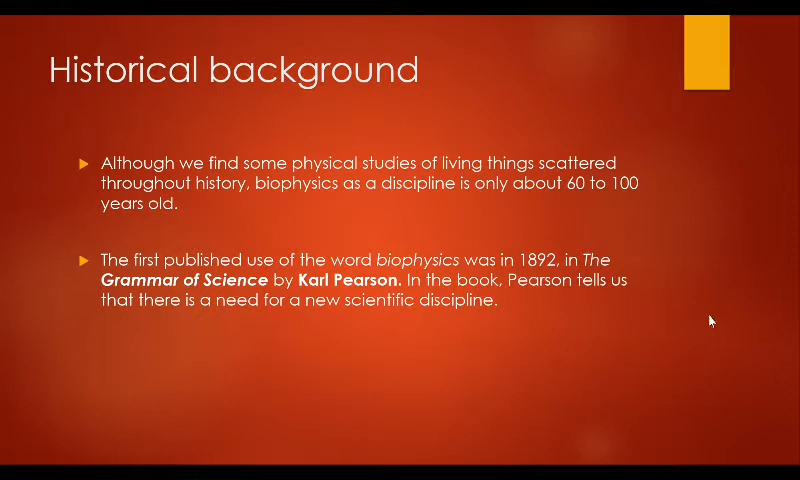 Historical background
Although we find some physical studies of living things scattered
throughout history, biophysics as a discipline is only about 60 to 100
years old.
The first published use of the word biophysics was in 1892, in The
Grammar of Science by Karl Pearson. In the book, Pearson tells us
that there is a need for a new scientific discipline.